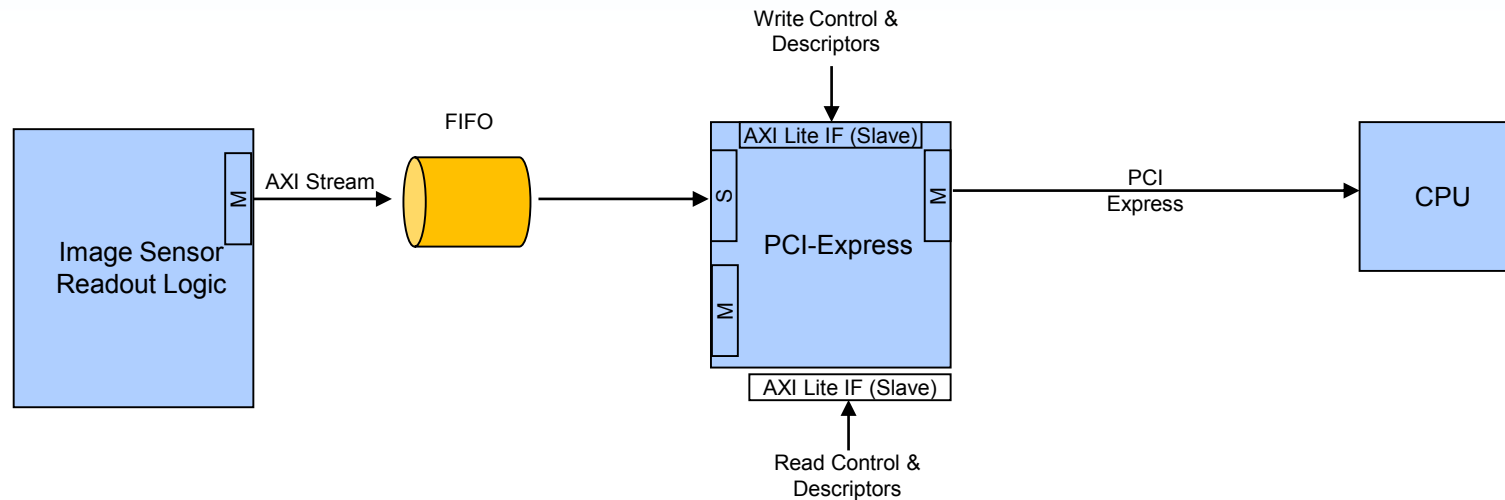 Write Control &
Descriptors
FIFO
AXI Lite IF (Slave)
M
AXI Stream
S
M
PCI
Express
CPU
Image Sensor
Readout Logic
PCI-Express
M
AXI Lite IF (Slave)
Read Control &
Descriptors